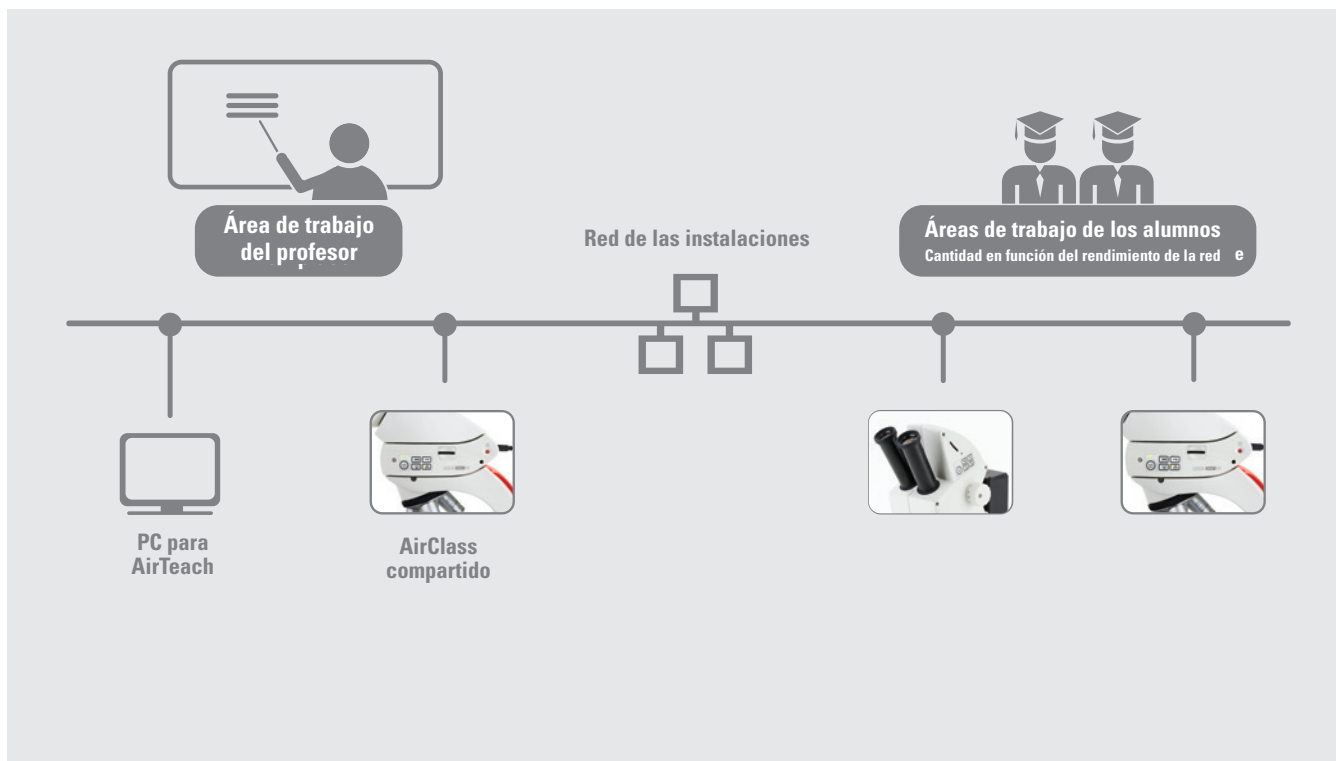 Área de trabajo
del profesor
Red de las instalaciones
Áreas de trabajo de los alumnos
Cantidad en función del rendimiento de la red e
PC para
AirTeach
AirClass
compartido